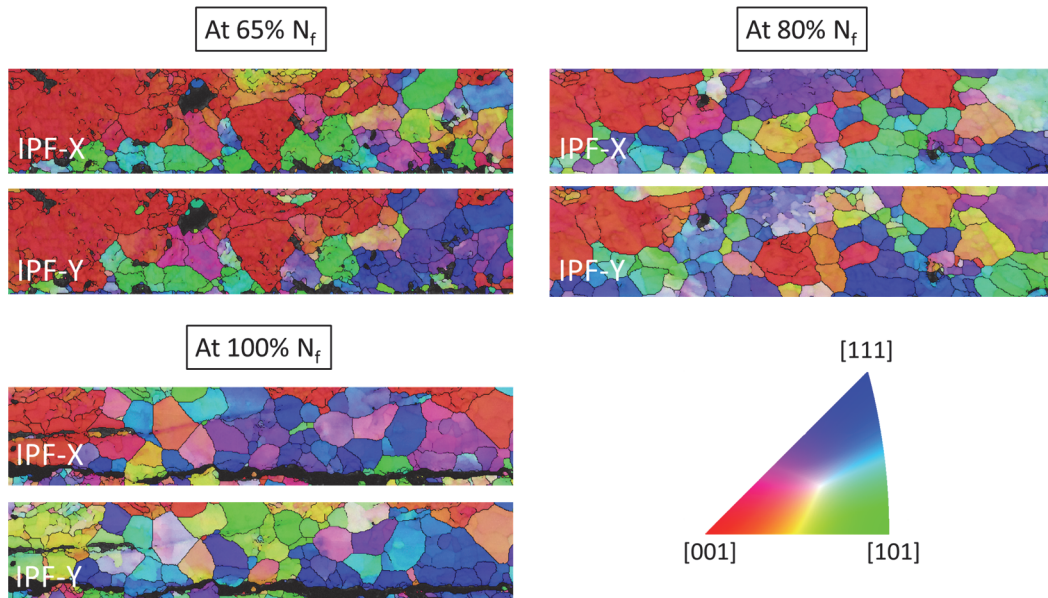 At 65% Nf
At 80% Nf
IPF-X
IPF-X
IPF-Y
IPF-Y
At 100% Nf
[111]
IPF-X
IPF-Y
[001]
[101]